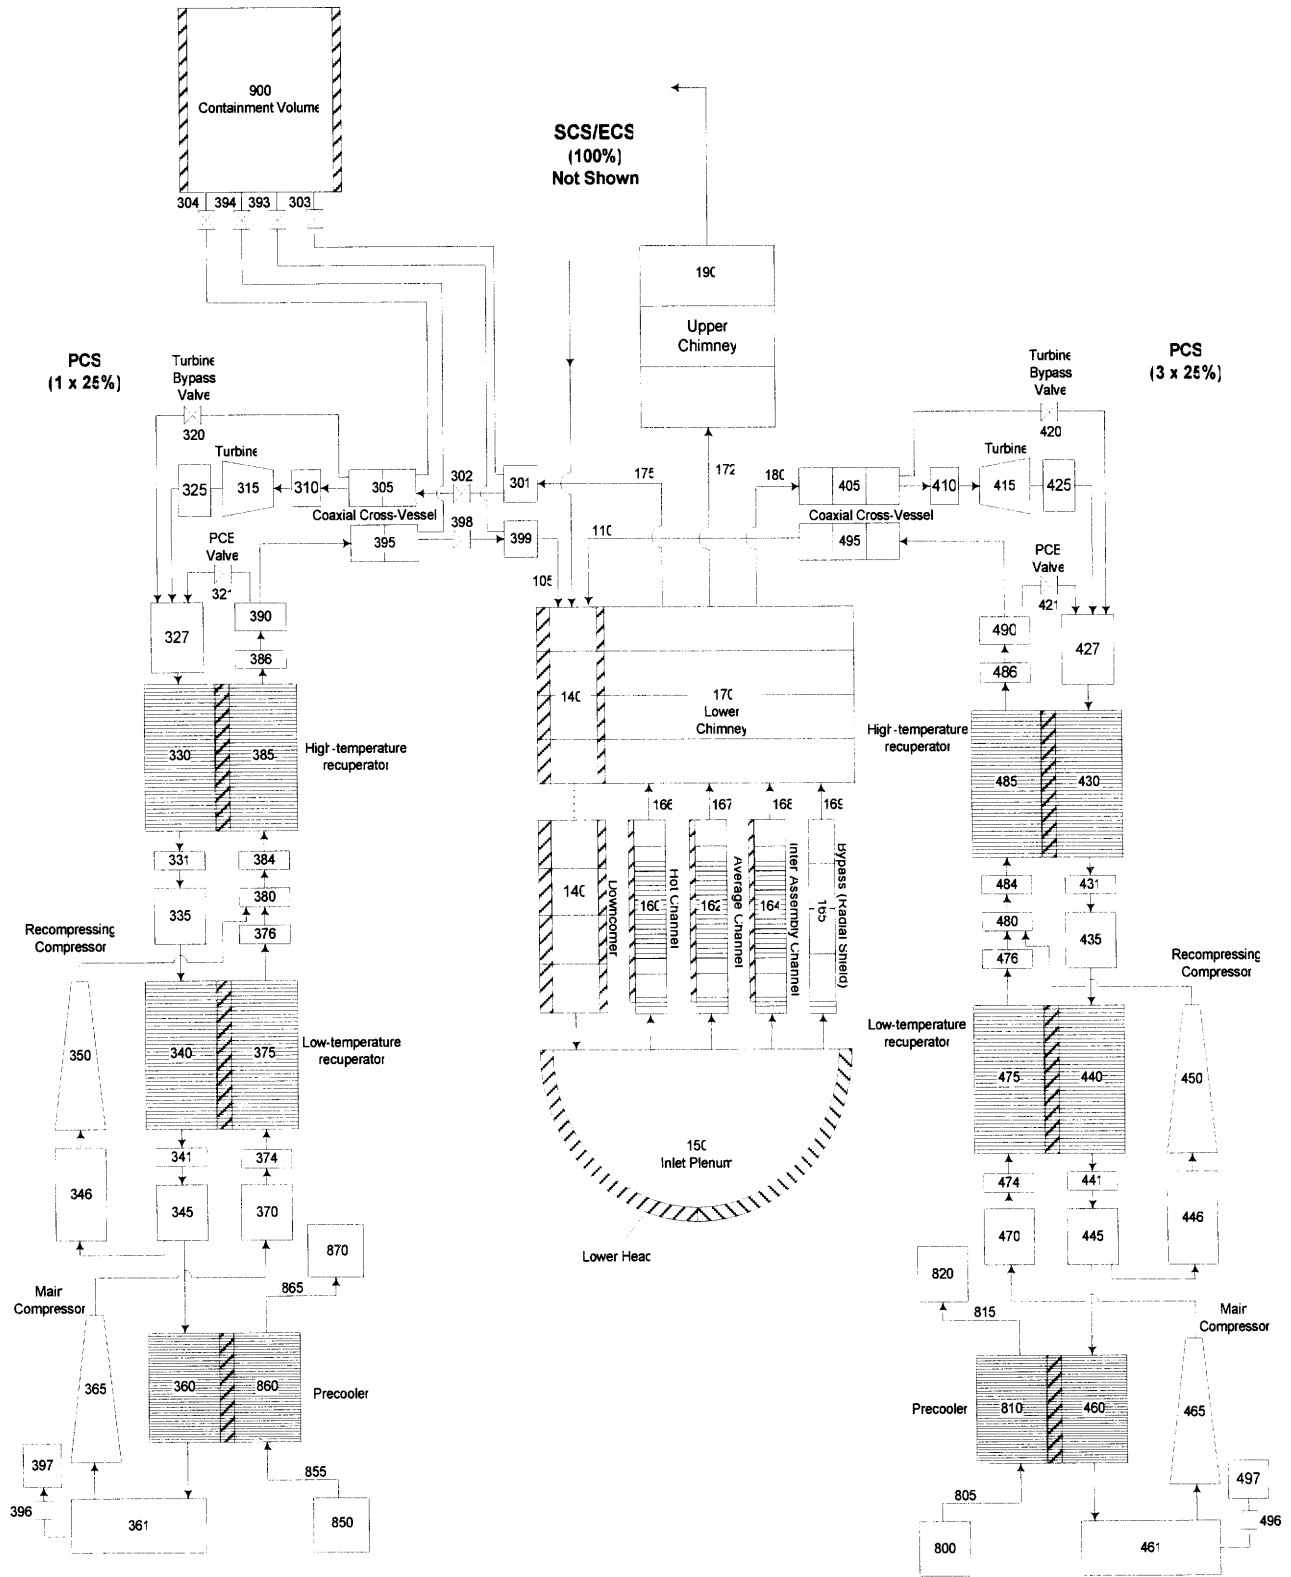 900
Containment Volume
SCS/ECS
(100%)
Not Shown
304
394
393
303
190
Upper
Chimney
PCS
(1 x 25%)
Turbine
Bypass
Valve
320
Turbine
325
315
310
305
302
301
Coaxial Cross-Vessel
398
395
399
PCE
Valve
321
390
327
386
175
172
180
110
105
PCS
(3 x 25%)
Turbine
Bypass
Valve
420
Turbine
405
410
415
425
Coaxial Cross-Vessel
495
PCE
Valve
421
490
427
486
140
170
Lower
Chimney
330
385
High-temperature
recuperator
High-temperature
recuperator
485
430
166
167
168
169
331
384
380
335
376
Recompressing
Compressor
140
Downcomer
160
Hot Channel
162
Average Channel
164
Inter Assembly Channel
165
Bypass (Radial Shield)
484
431
480
435
476
Recompressing
Compressor
350
340
375
Low-temperature
recuperator
Low-temperature
recuperator
475
440
450
150
Inlet Plenum
Lower Head
341
374
346
345
370
870
865
474
441
470
445
446
820
815
Main
Compressor
365
360
860
Precooler
Main
Compressor
Precooler
810
460
465
397
396
361
855
850
805
800
461
497
496